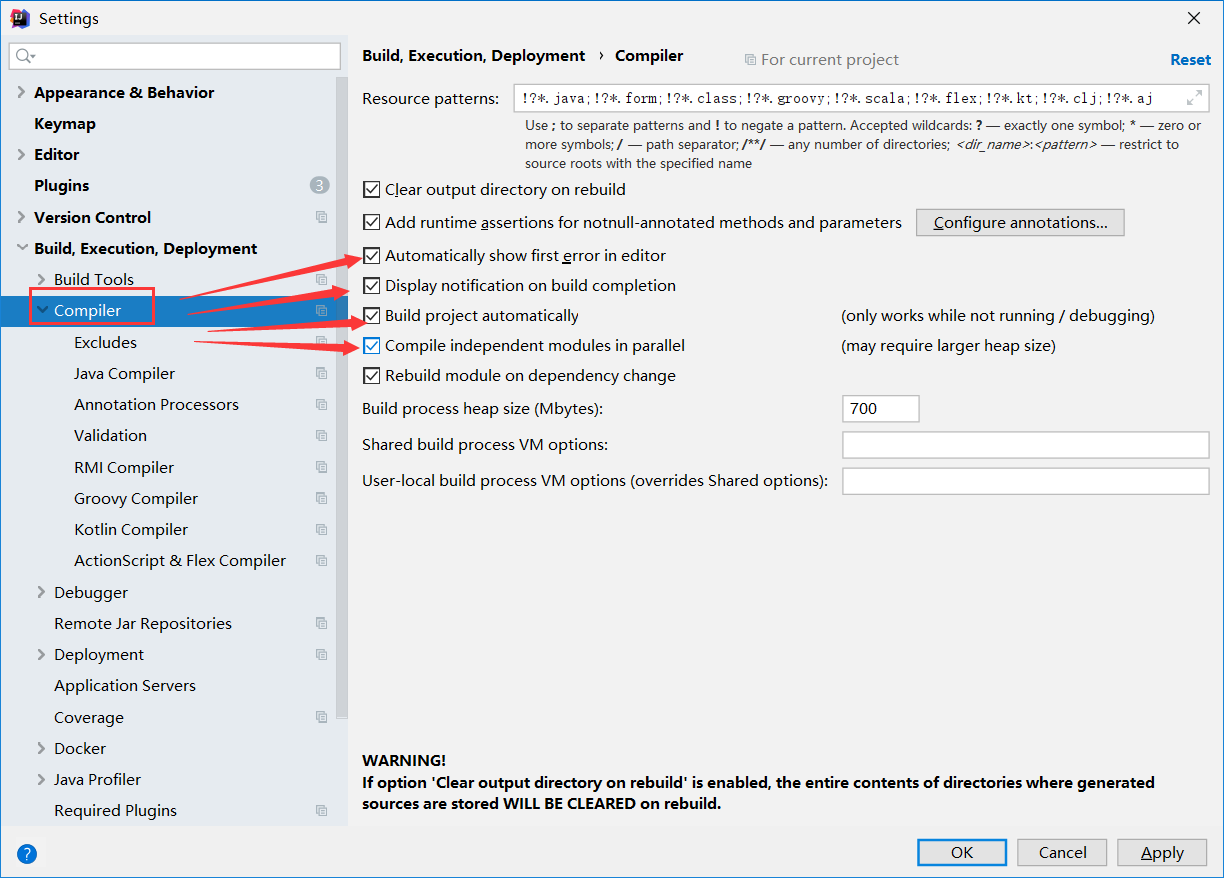 Settings
Appearance & Behavior
Keymap
Editor
Plugins 3
Version Control
Build, Execution, Deployment
Build Tools
Compiler
Excludes
Java Compiler
Annotation Processors
Validation
RMI Compiler
Groovy Compiler
Kotlin Compiler
ActionScript & Flex Compiler
Debugger
Remote Jar Repositories
Deployment
Application Servers
Coverage
Docker
Java Profiler
Required Plugins
Build, Execution, Deployment › Compiler For current project Reset
Resource patterns: !?*.java;!?*.form;!?*.class;!?*.groovy;!?*.scala;!?*.flex;!?*.kt;!?*.clj;!?*.aj
Use ; to separate patterns and ! to negate a pattern. Accepted wildcards: ? — exactly one symbol; * — zero or
more symbols; / — path separator; /**/ — any number of directories; <dir_name>:<pattern> — restrict to
source roots with the specified name
Clear output directory on rebuild
Add runtime assertions for notnull-annotated methods and parameters Configure annotations...
Automatically show first error in editor
Display notification on build completion
Build project automatically (only works while not running / debugging)
Compile independent modules in parallel (may require larger heap size)
Rebuild module on dependency change
Build process heap size (Mbytes): 700
Shared build process VM options:
User-local build process VM options (overrides Shared options):
WARNING!
If option 'Clear output directory on rebuild' is enabled, the entire contents of directories where generated
sources are stored WILL BE CLEARED on rebuild.
? OK Cancel Apply